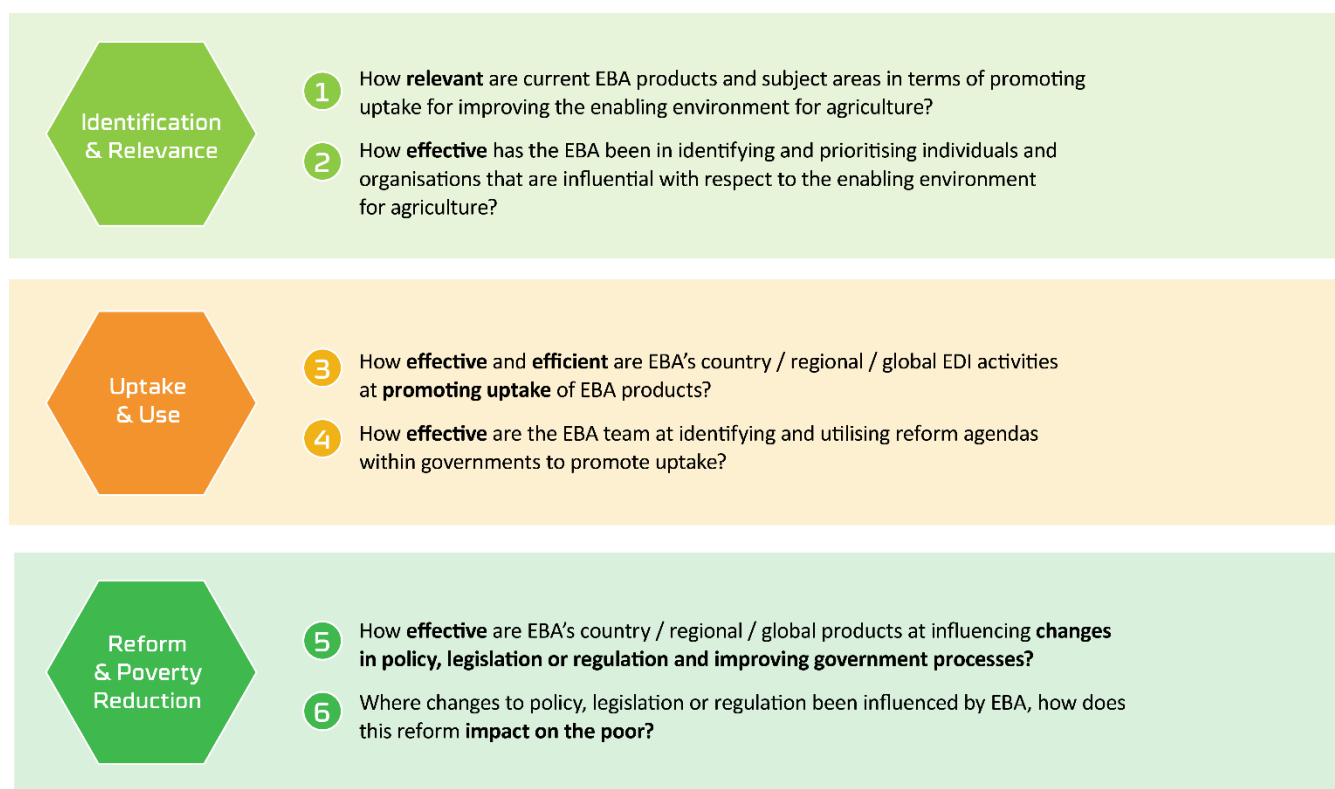 Identification
& Relevance
1
How relevant are current EBA products and subject areas in terms of promoting
uptake for improving the enabling environment for agriculture?
2
How effective has the EBA been in identifying and prioritising individuals and
organisations that are influential with respect to the enabling environment
for agriculture?
Uptake
& Use
3
How effective and efficient are EBA’s country / regional / global EDI activities
at promoting uptake of EBA products?
4
How effective are the EBA team at identifying and utilising reform agendas
within governments to promote uptake?
Reform
& Poverty
Reduction
5
How effective are EBA’s country / regional / global products at influencing changes
in policy, legislation or regulation and improving government processes?
6
Where changes to policy, legislation or regulation been influenced by EBA, how does
this reform impact on the poor?